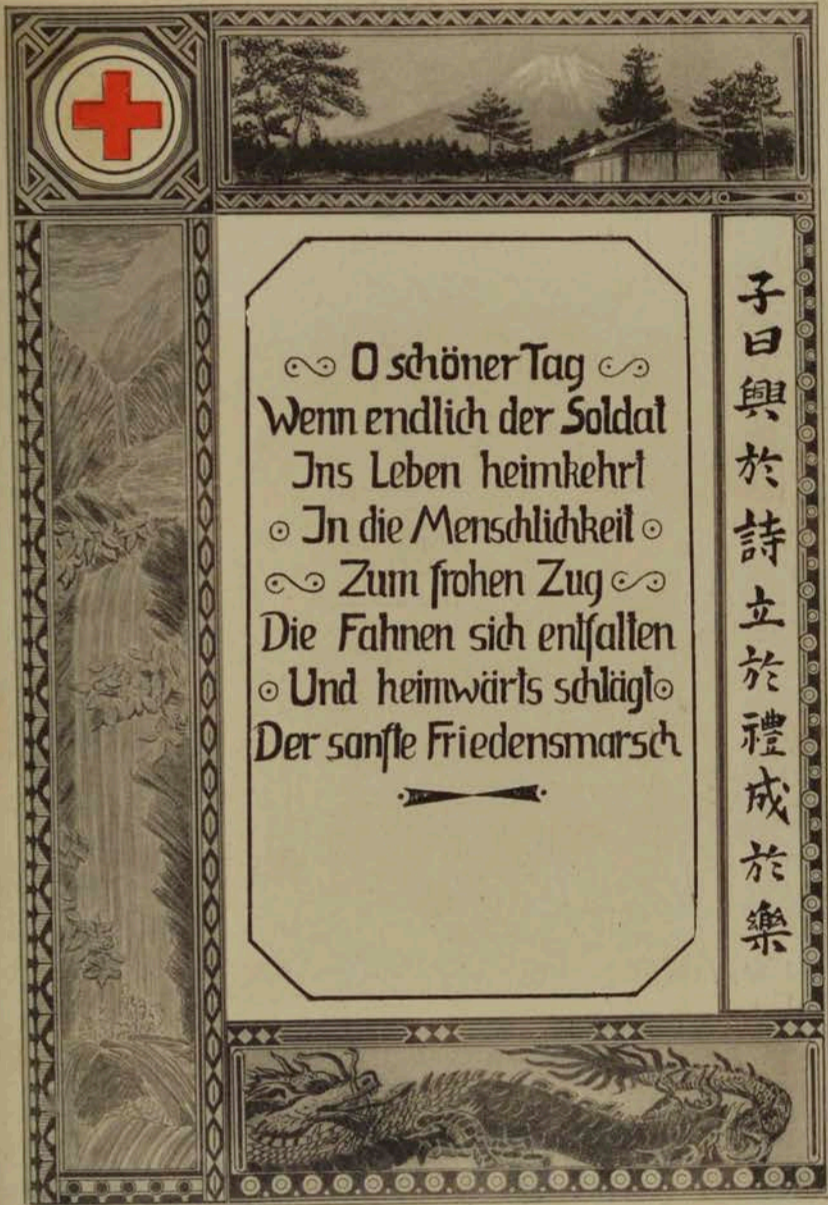 O schöner Tag
Wenn endlich der Soldat
Ins Leben heimkehrt
In die Menschlichkeit
Zum frohen Zug
Die Fahnen sich entfalten
Und heimwärts schlägt
Der sanfte Friedensmarsch
子曰興於詩立於禮成於樂